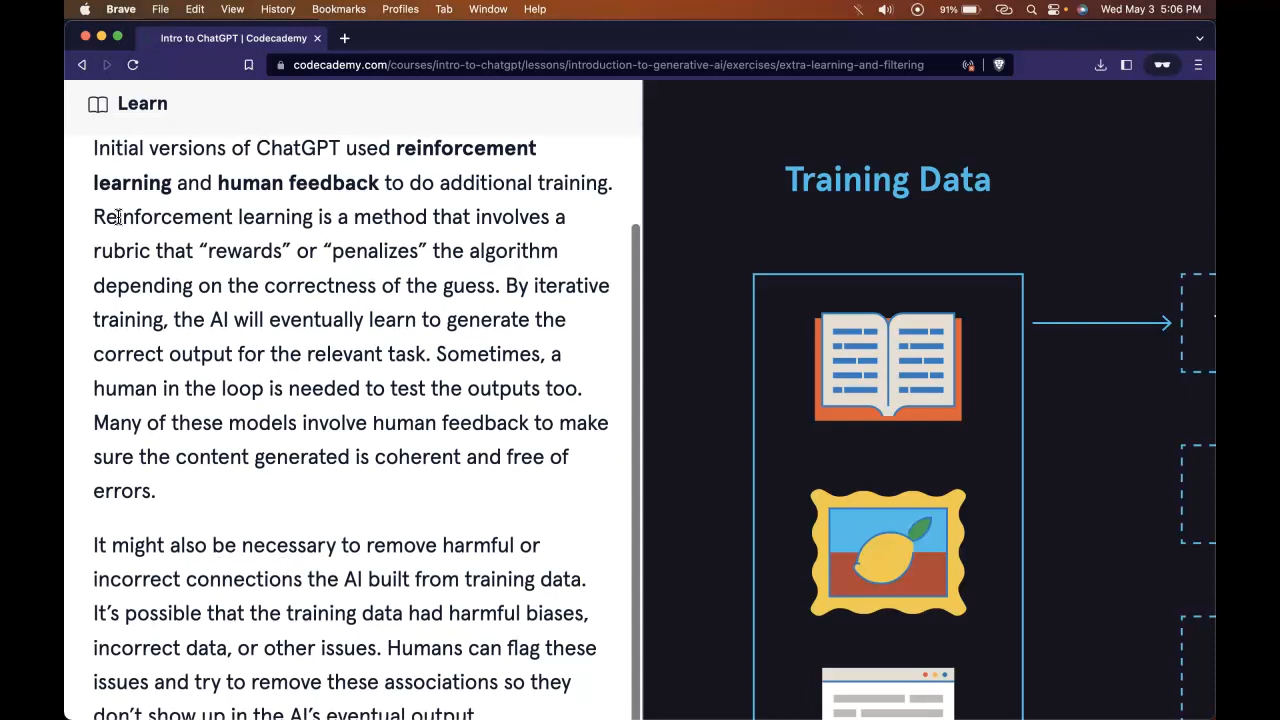 Brave File Edit View History Bookmarks Profiles Tab Window Help 91% Wed May 3 5:06 PM
Intro to ChatGPT | Codecademy
codecademy.com/courses/intro-to-chatgpt/lessons/introduction-to-generative-ai/exercises/extra-learning-and-filtering
Learn
Initial versions of ChatGPT used reinforcement
learning and human feedback to do additional training.
Reinforcement learning is a method that involves a
rubric that “rewards” or “penalizes” the algorithm
depending on the correctness of the guess. By iterative
training, the AI will eventually learn to generate the
correct output for the relevant task. Sometimes, a
human in the loop is needed to test the outputs too.
Many of these models involve human feedback to make
sure the content generated is coherent and free of
errors.
It might also be necessary to remove harmful or
incorrect connections the AI built from training data.
It’s possible that the training data had harmful biases,
incorrect data, or other issues. Humans can flag these
issues and try to remove these associations so they
don’t show up in the AI’s eventual output.
Training Data